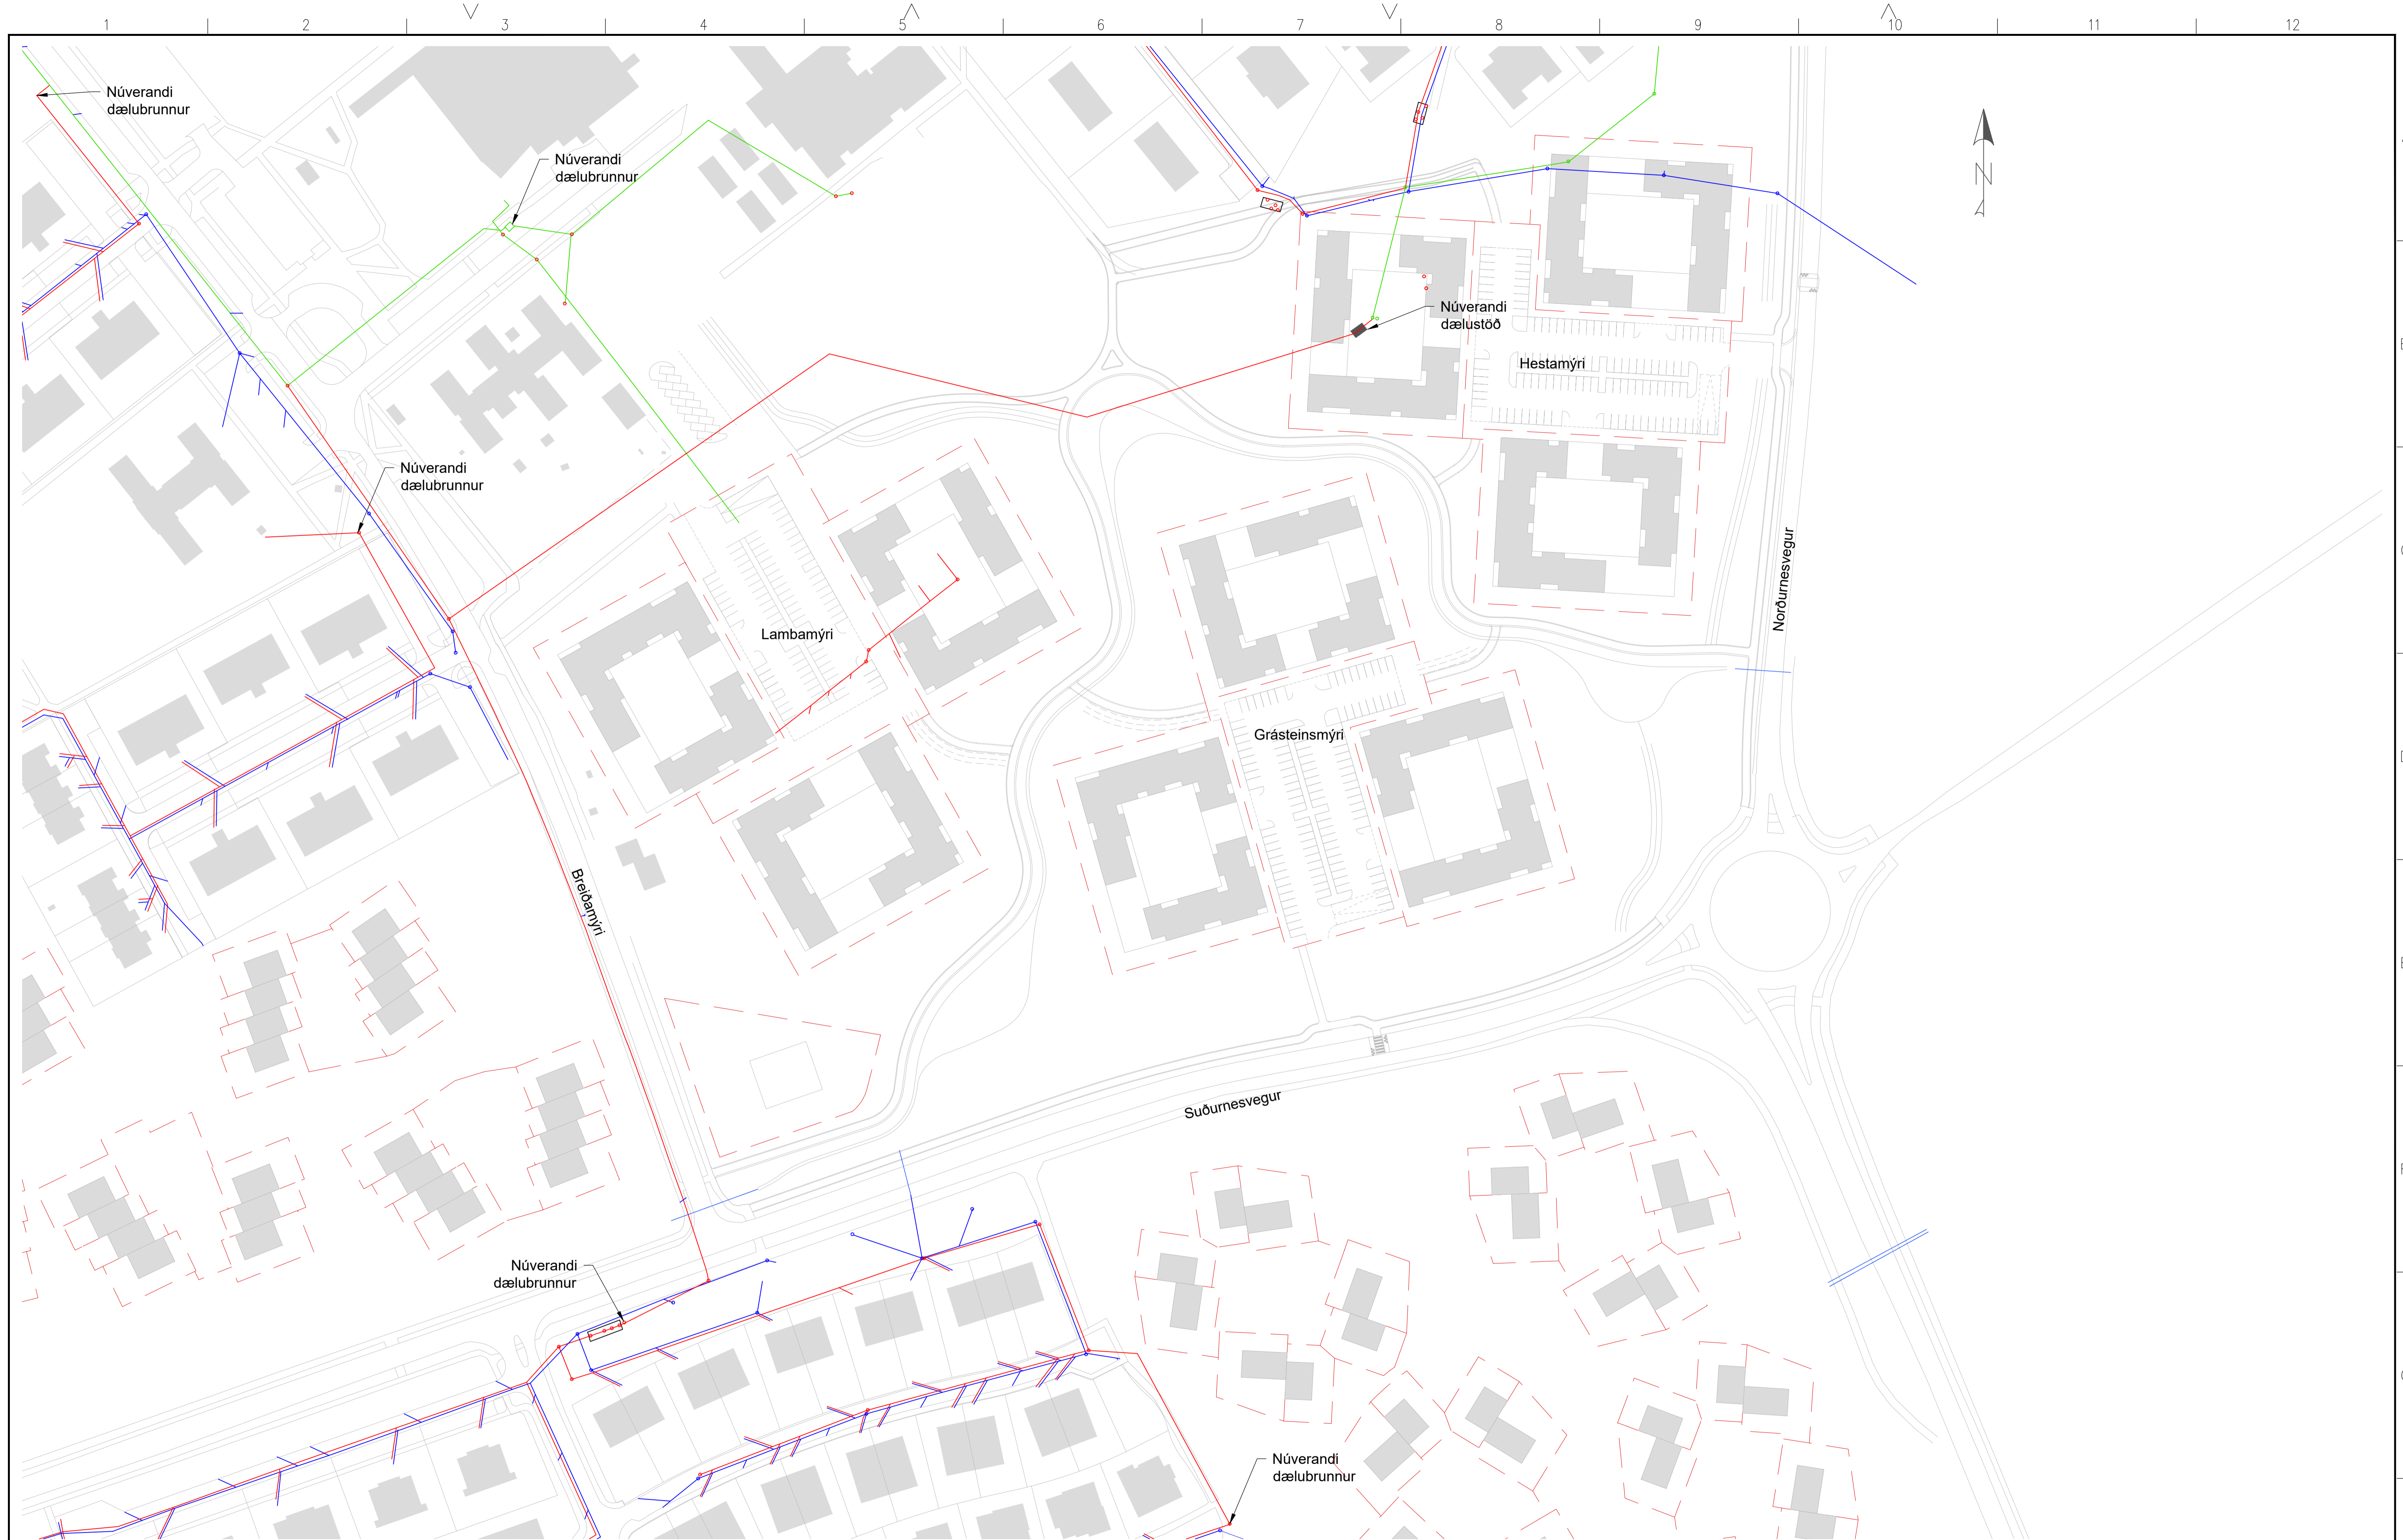 1 2 3 4 5 6 7 8 9 10 11 12
Núverandi
dælubrunnur
Núverandi
dælubrunnur
N
Núverandi
dælustöð
Hestamýri
Núverandi
dælubrunnur
Norðurnesvegur
Lambamýri
Grásteinsmýri
Breiðamýri
Suðurnesvegur
Núverandi
dælubrunnur
Núverandi
dælubrunnur